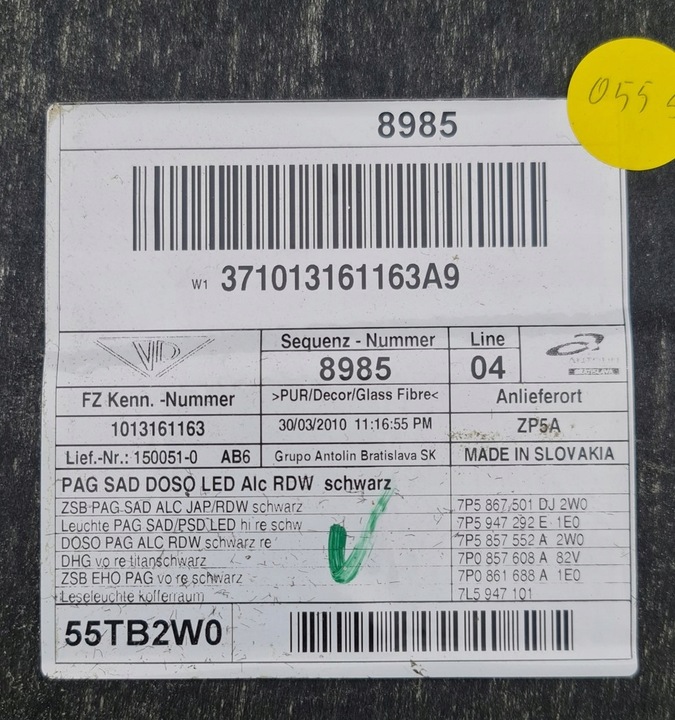 055
8985
W1 371013161163A9
VD
Sequenz - Nummer
8985
Line
04
FZ Kenn. -Nummer
>PUR/Decor/Glass Fibre<
Anlieferort
1013161163
30/03/2010 11:16:55 PM
ZP5A
Lief.-Nr.: 150051-0 AB6
Grupo Antolin Bratislava SK
MADE IN SLOVAKIA
PAG SAD DOSO LED Alc RDW schwarz
ZSB PAG SAD ALC JAP/RDW schwarz 7P5 867 501 DJ 2W0
Leuchte PAG SAD/PSD LED hi re schw 7P5 947 292 E 1E0
DOSO PAG ALC RDW schwarz re 7P5 857 552 A 2W0
DHG vo re titanschwarz 7P0 857 608 A 82V
ZSB EHO PAG vo re schwarz 7P0 861 688 A 1E0
Leseleuchte kofferraum 7L5 947 101
55TB2W0